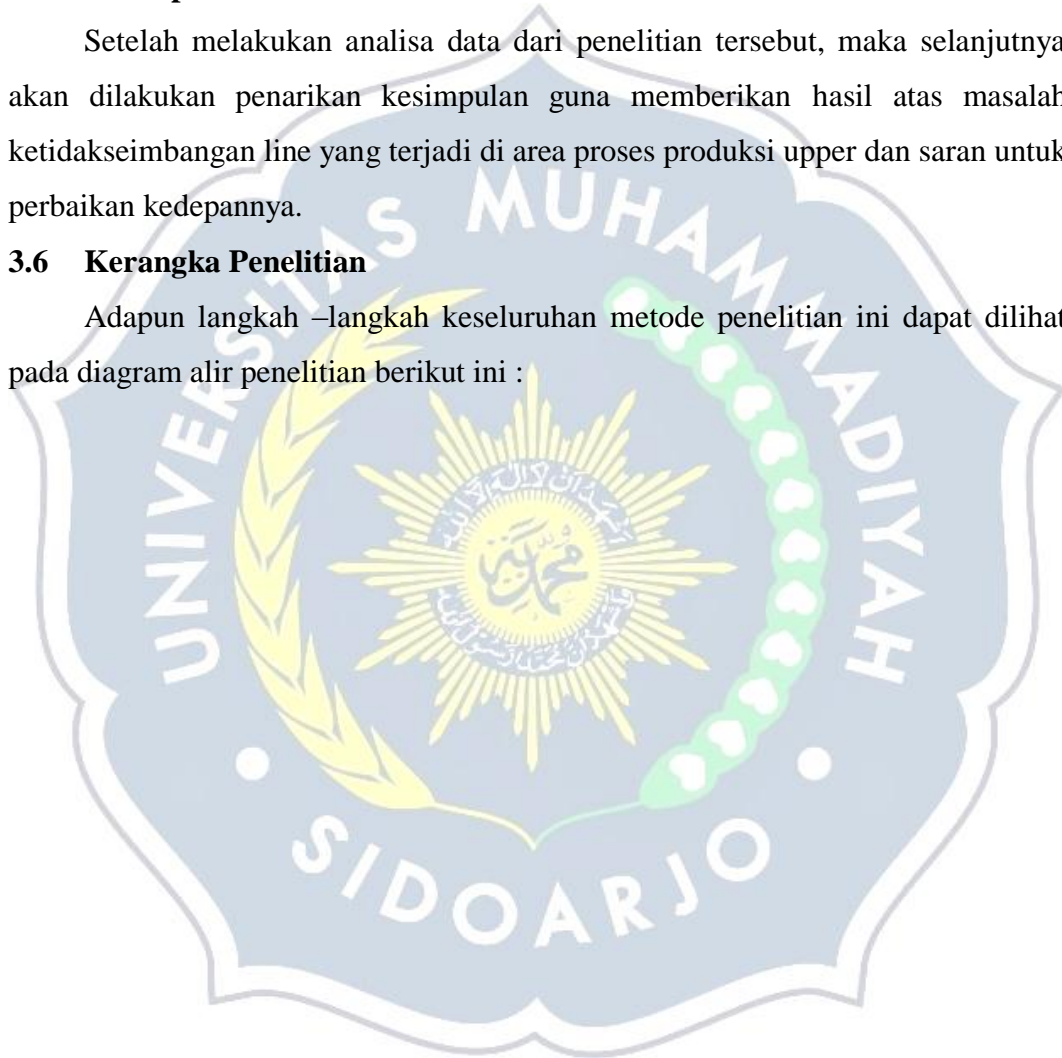 Setelah melakukan analisa data dari penelitian tersebut, maka selanjutnya
akan dilakukan penarikan kesimpulan guna memberikan hasil atas masalah
ketidakseimbangan line yang terjadi di area proses produksi upper dan saran untuk
perbaikan kedepannya.
3.6 Kerangka Penelitian
Adapun langkah –langkah keseluruhan metode penelitian ini dapat dilihat
pada diagram alir penelitian berikut ini :
UNIVERSITAS MUHAMMADIYAH
SIDOARJO